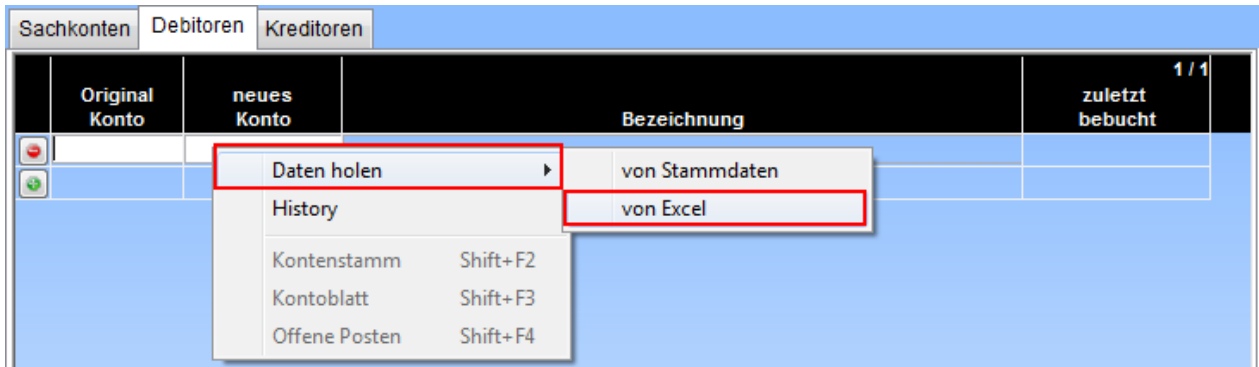 Sachkonten Debitoren Kreditoren
1 / 1
Original neues zuletzt
Konto Konto Bezeichnung bebucht
Daten holen von Stammdaten
History von Excel
Kontenstamm Shift+F2
Kontoblatt Shift+F3
Offene Posten Shift+F4